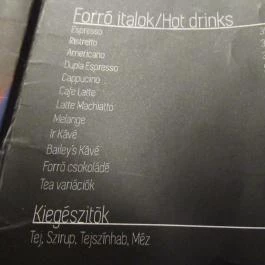 Forró italok/Hot drinks
Espresso
Ristretto
Americano
Dupla Espresso
Cappucino
Cafe Latte
Latte Machiatto
Melange
Ír Kávé
Bailey's Kávé
Forró csokoládé
Tea variációk
Kiegészítők
Tej, Szirup, Tejszínhab, Méz